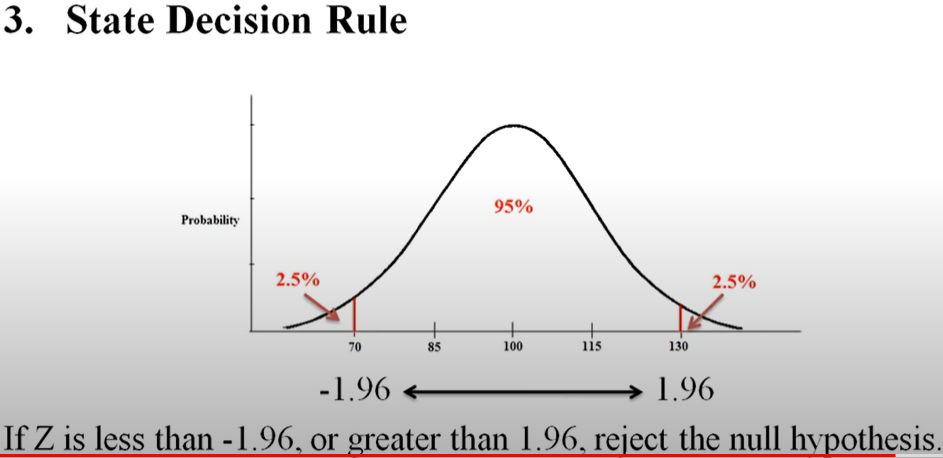 3. State Decision Rule
95%
Probability
2.5%
2.5%
70 85 100 115 130
-1.96 1.96
If Z is less than -1.96, or greater than 1.96, reject the null hypothesis.